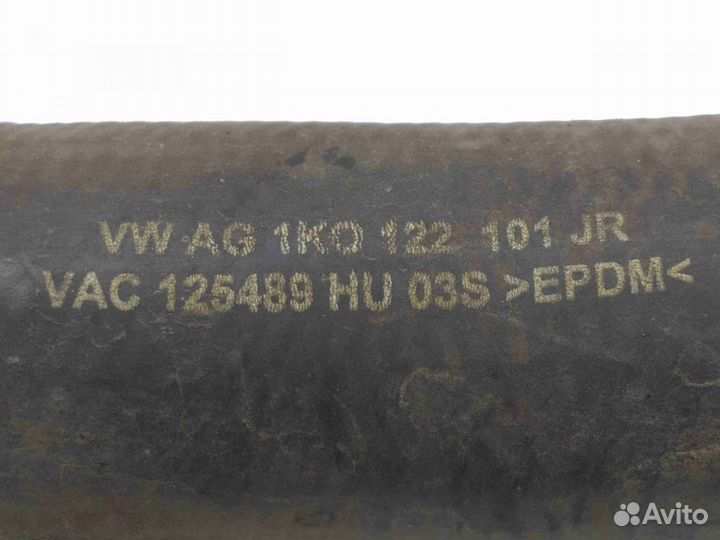 VW AG 1K0 122 101 JR
VAC 125489 HU 03S >EPDM<
Avito